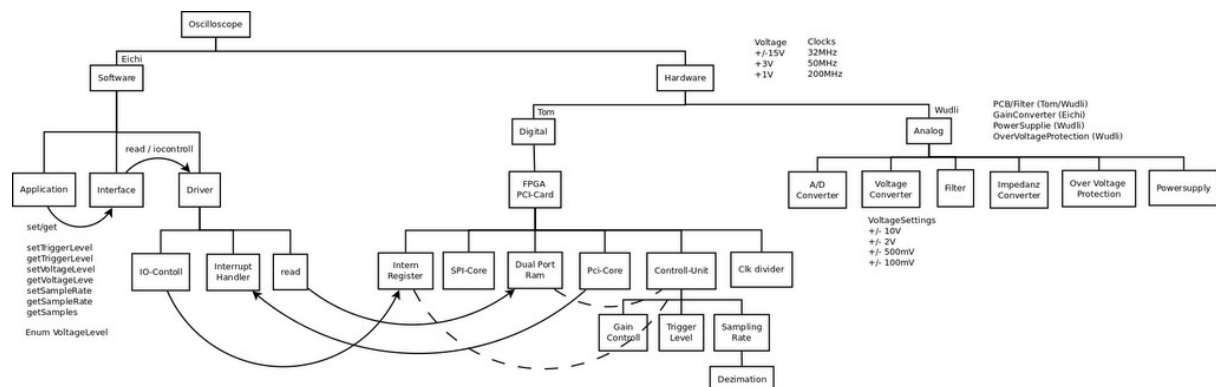 Oscilloscope
Eichi
Software
Hardware
Voltage Clocks
+/-15V 32MHz
+3V 50MHz
+1V 200MHz
Tom
Digital
Wudli
Analog
PCB/Filter (Tom/Wudli)
GainConverter (Eichi)
PowerSupplie (Wudli)
OverVoltageProtection (Wudli)
read / iocontroll
Application
Interface
Driver
FPGA
PCI-Card
A/D
Converter
Voltage
Converter
Filter
Impedanz
Converter
Over Voltage
Protection
Powersupply
set/get
VoltageSettings
+/- 10V
+/- 2V
+/- 500mV
+/- 100mV
setTriggerLevel
getTriggerLevel
setVoltageLevel
getVoltageLeve
setSampleRate
getSampleRate
getSamples
Enum VoltageLevel
IO-Contoll
Interrupt
Handler
read
Intern
Register
SPI-Core
Dual Port
Ram
Pci-Core
Controll-Unit
Clk divider
Gain
Controll
Trigger
Level
Sampling
Rate
Dezimation